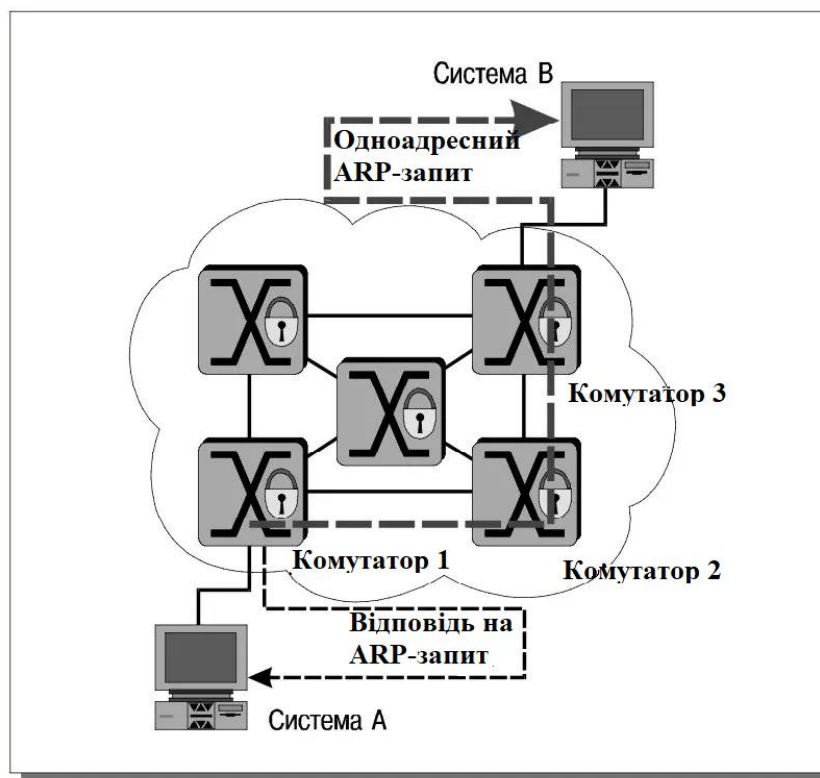 Система В
Одноадресний
ARP-запит
Комутатор 3
Комутатор 1
Комутатор 2
Відповідь на
ARP-запит
Система А